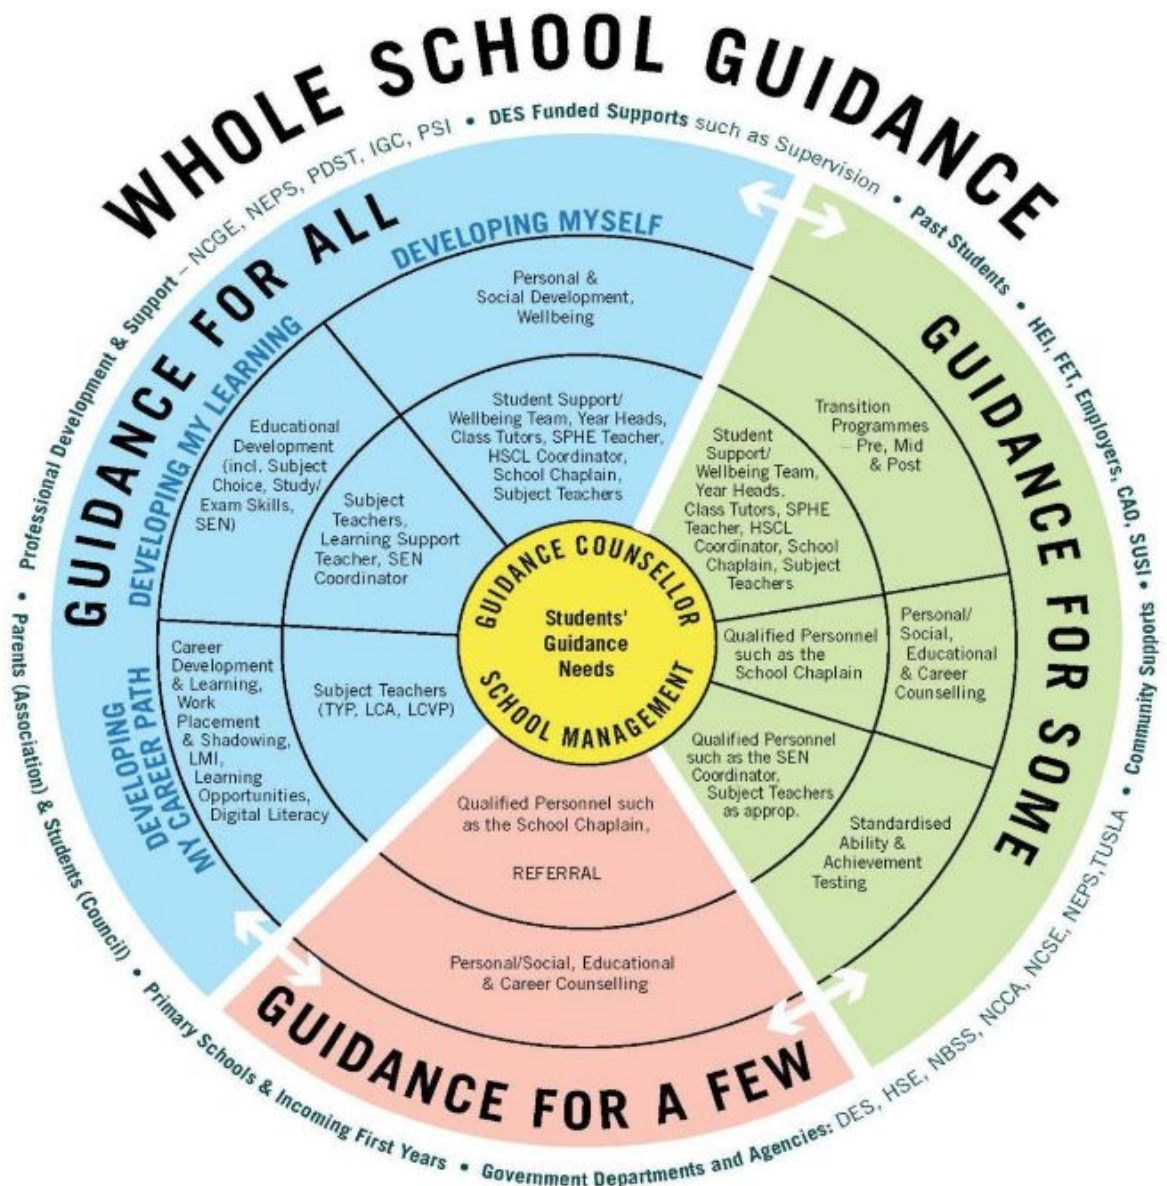 WHOLE SCHOOL GUIDANCE
Professional Development & Support – NCGE, NEPS, PDST, IGC, PSI • DES Funded Supports such as Supervision • Past Students • HEI, FET, Employers, CAO, SUSI •
Community Supports •
Government Departments and Agencies: DES, HSE, NBSS, NCCA, NCSE, NEPS,TUSLA
• Parents (Association) & Students (Council) • Primary Schools & Incoming First Years •
GUIDANCE FOR ALL
DEVELOPING MYSELF
Personal &
Social Development,
Wellbeing
Student Support/
Wellbeing Team, Year Heads,
Class Tutors, SPHE Teacher,
HSCL Coordinator,
School Chaplain,
Subject Teachers
DEVELOPING MY LEARNING
Educational
Development
(incl. Subject
Choice, Study/
Exam Skills,
SEN)
Subject
Teachers,
Learning Support
Teacher, SEN
Coordinator
DEVELOPING
MY CAREER PATH
Career
Development
& Learning,
Work
Placement
& Shadowing,
LMI,
Learning
Opportunities,
Digital Literacy
Subject Teachers
(TYP, LCA, LCVP)
GUIDANCE COUNSELLOR
Students'
Guidance
Needs
SCHOOL MANAGEMENT
GUIDANCE FOR SOME
Transition
Programmes
– Pre, Mid
& Post
Student
Support/
Wellbeing Team,
Year Heads,
Class Tutors, SPHE
Teacher, HSCL
Coordinator, School
Chaplain, Subject
Teachers
Personal/
Social,
Educational
& Career
Counselling
Qualified Personnel
such as the
School Chaplain
Qualified Personnel
such as the SEN
Coordinator,
Subject Teachers
as approp.
Standardised
Ability &
Achievement
Testing
Qualified Personnel such
as the School Chaplain,
REFERRAL
Personal/Social, Educational
& Career Counselling
GUIDANCE FOR A FEW